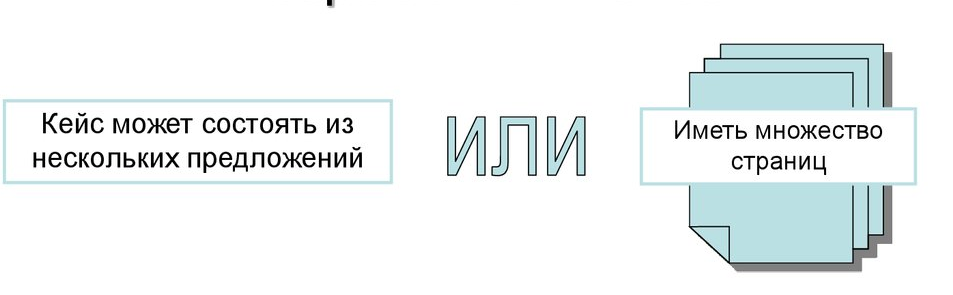 Кейс может состоять из
нескольких предложений
ИЛИ
Иметь множество
страниц